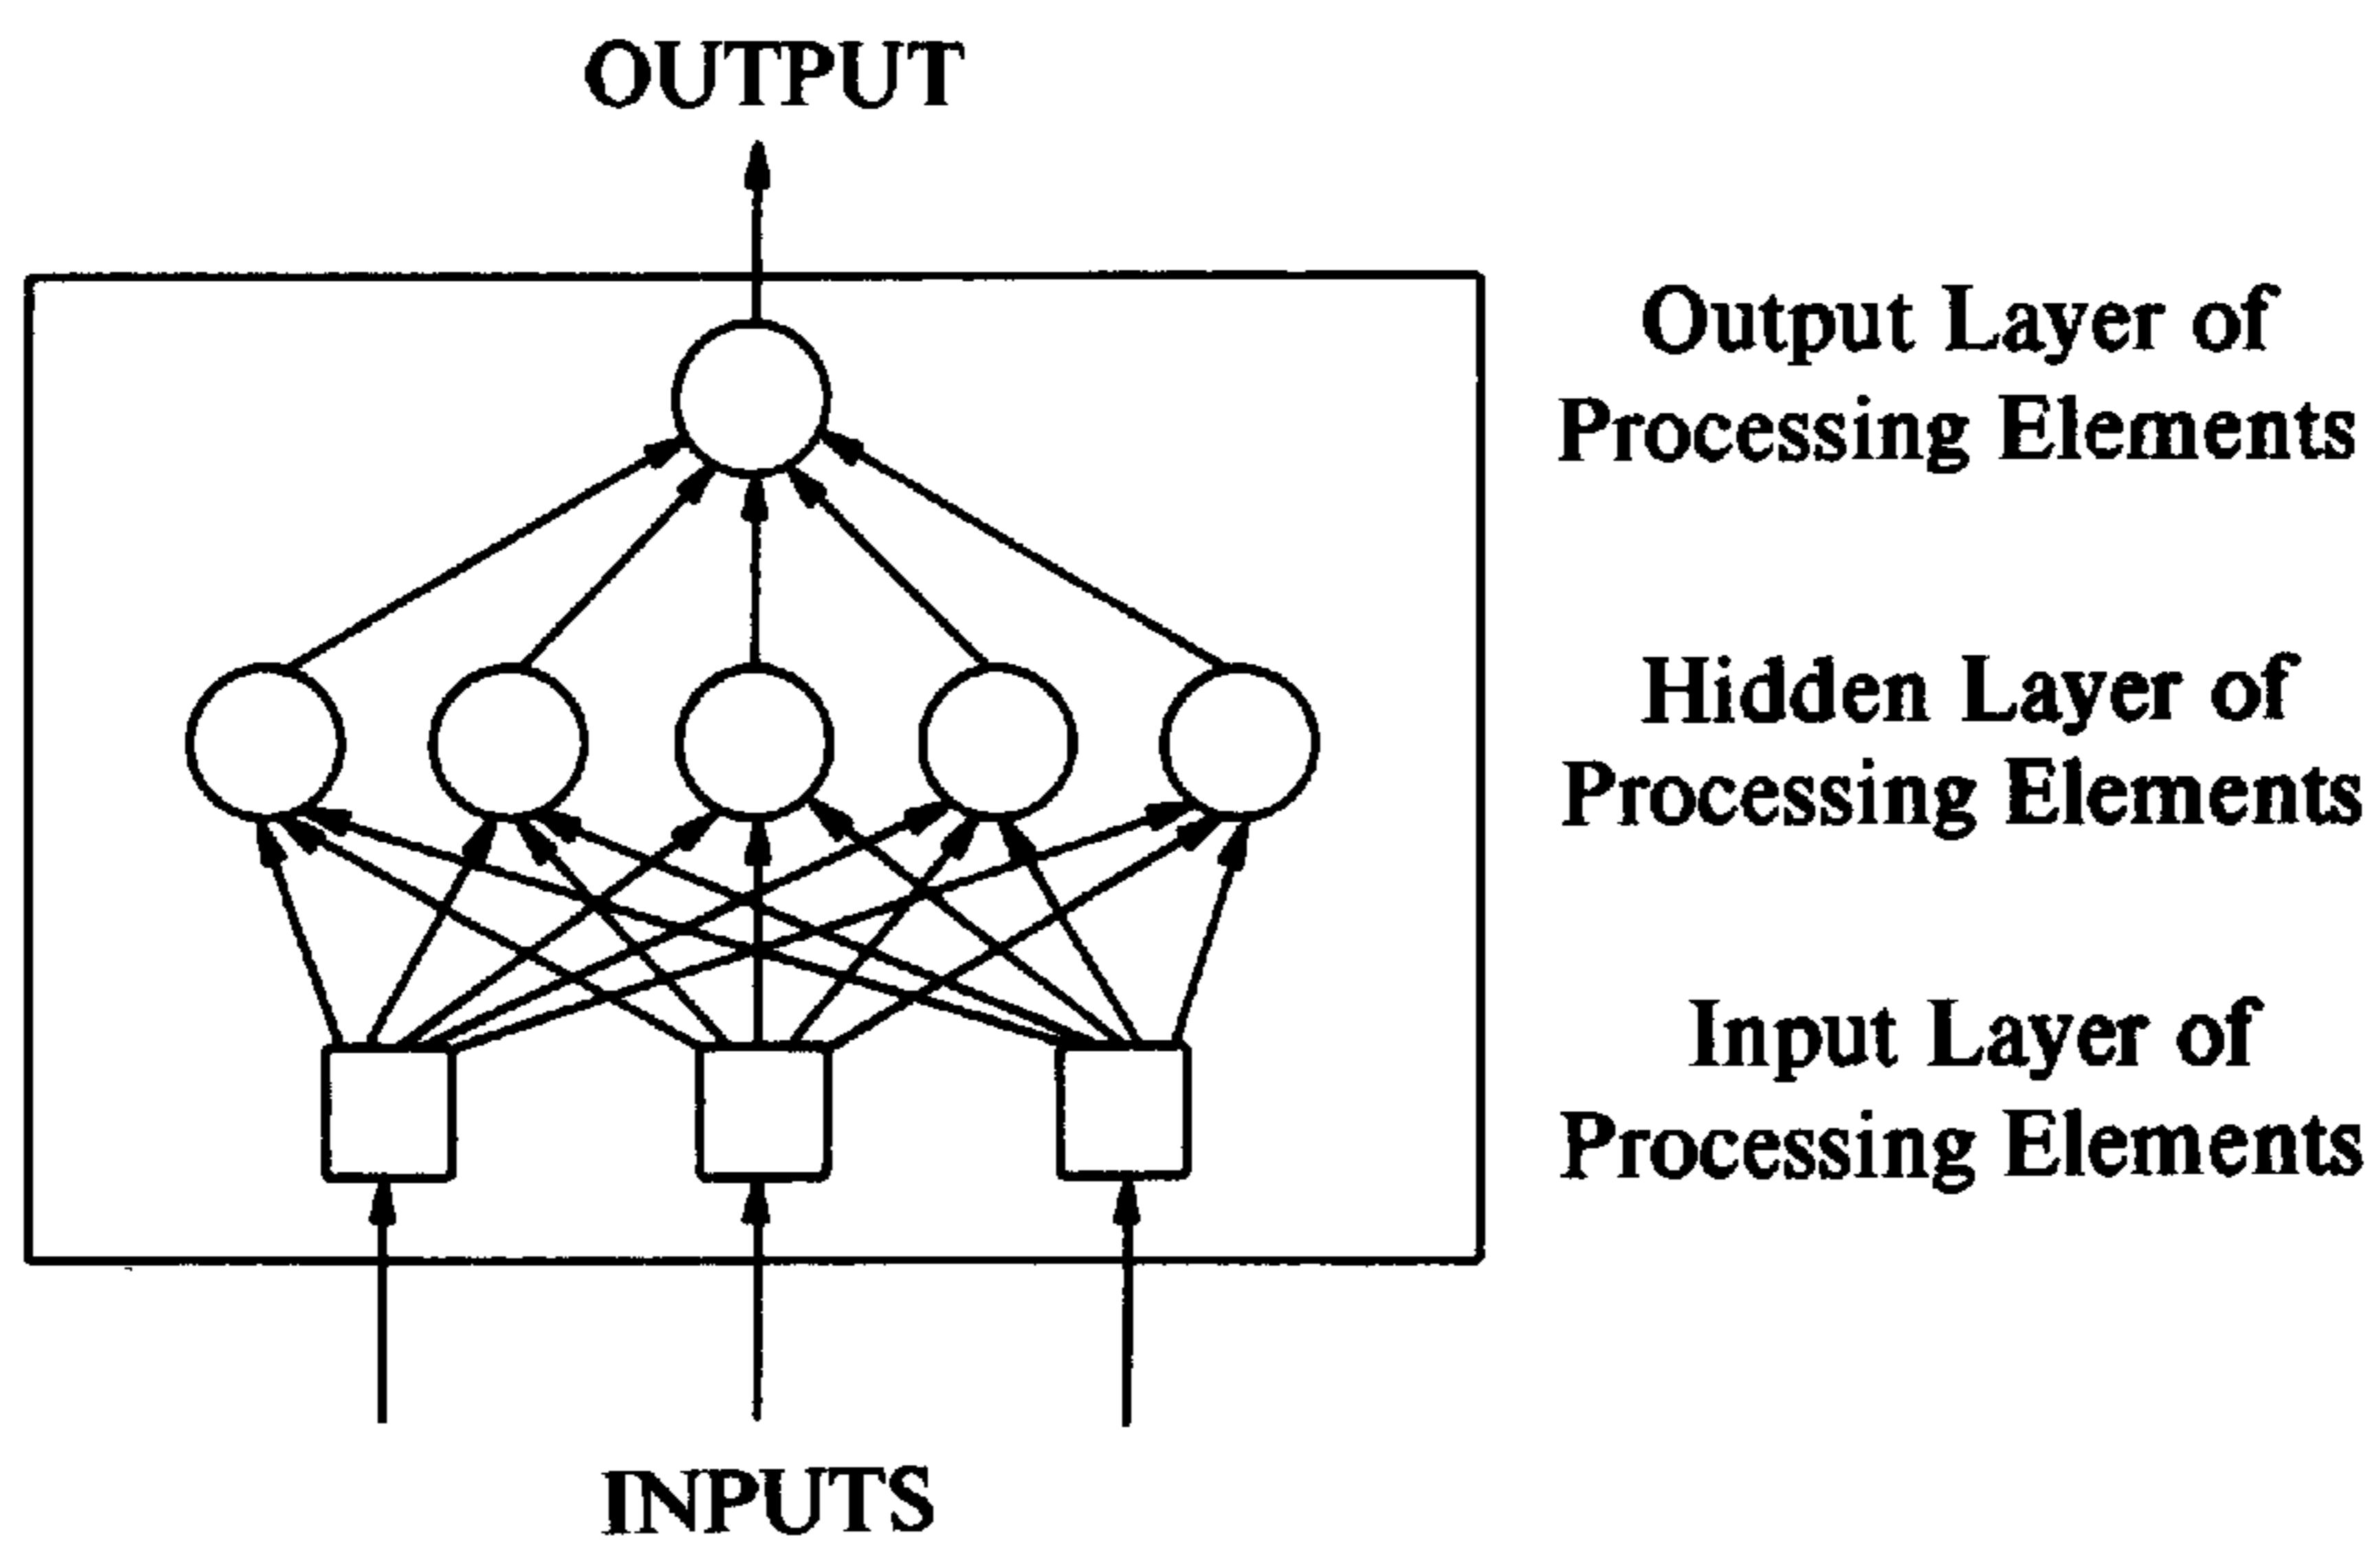 OUTPUT
Output Layer of
Processing Elements
Hidden Layer of
Processing Elements
Input Layer of
Processing Elements
INPUTS